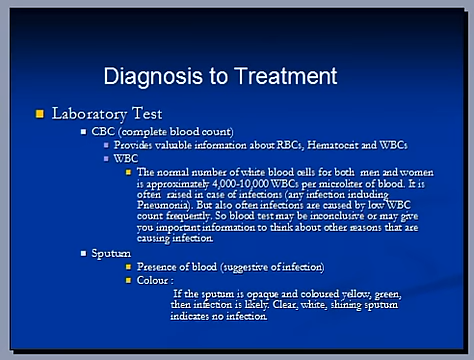 Diagnosis to Treatment
Laboratory Test
CBC (complete blood count)
Provides valuable information about RBCs, Hematocrit and WBCs
WBC
The normal number of white blood cells for both men and women
is approximately 4,000-10,000 WBCs per microliter of blood. It is
often raised in case of infections (any infection including
Pneumonia). But also often infections are caused by low WBC
count frequently. So blood test may be inconclusive or may give
you important information to think about other reasons that are
causing infection.
Sputum
Presence of blood (suggestive of infection)
Colour :
If the sputum is opaque and coloured yellow, green,
then infection is likely. Clear, white, shining sputum
indicates no infection.